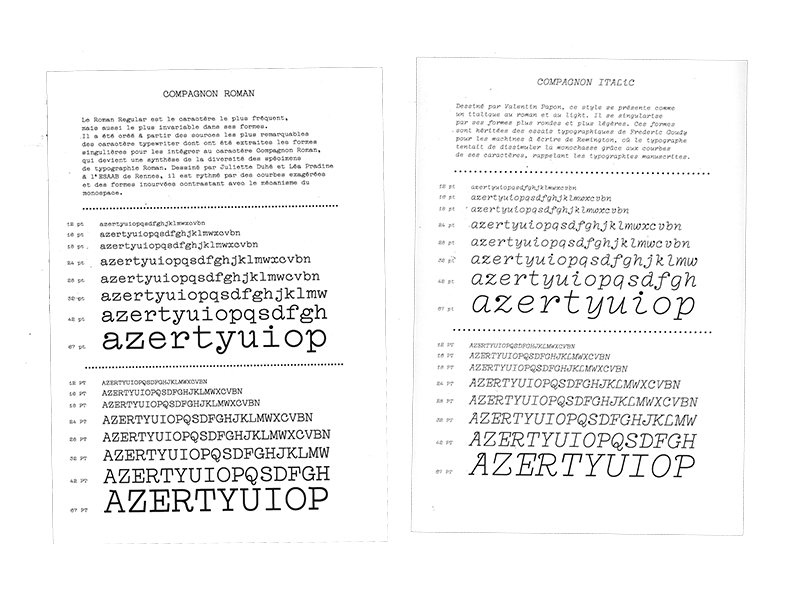 COMPAGNON ROMAN
Le Roman Regular est le caractère le plus fréquent,
mais aussi le plus invariable dans ses formes.
Il a été créé à partir des sources les plus remarquables
des caractères typewriter dont ont été extraites les formes
singulières pour les intégrer au caractère Compagnon Roman,
qui devient une synthèse de la diversité des spécimens
de typographie Roman. Dessiné par Juliette Duhé et Léa Pradine
à l'ESAAB de Rennes, il est rythmé par des courbes exagérées
et des formes incurvées contrastant avec le mécanisme du
monospace.
12 pt azertyuiopqsdfghjklmwxcvbn
16 pt azertyuiopqsdfghjklmwxcvbn
18 pt azertyuiopqsdfghjklmwxcvbn
24 pt azertyuiopqsdfghjklmwxcvbn
28 pt azertyuiopqsdfghjklmwxcvbn
32 pt azertyuiopqsdfghjklmw
42 pt azertyuiopqsdfgh
67 pt azertyuiop
12 PT AZERTYUIOPQSDFGHJKLMWXCVBN
16 PT AZERTYUIOPQSDFGHJKLMWXCVBN
18 PT AZERTYUIOPQSDFGHJKLMWXCVBN
24 PT AZERTYUIOPQSDFGHJKLMWXCVBN
28 PT AZERTYUIOPQSDFGHJKLMWXCVBN
32 PT AZERTYUIOPQSDFGHJKLMW
42 PT AZERTYUIOPQSDFGH
67 PT AZERTYUIOP
COMPAGNON ITALIC
Dessiné par Valentin Papon, ce style se présente comme
un italique au roman et au light. Il se singularise
par ses formes plus rondes et plus légères. Ces formes
sont héritées des essais typographiques de Frederic Goudy
pour les machines à écrire de Remington, où le typographe
tentait de dissimuler la monochasse grâce aux courbes
de ses caractères, rappelant les typographies manuscrites.
12 pt azertyuiopqsdfghjklmwxcvbn
16 pt azertyuiopqsdfghjklmwxcvbn
18 pt azertyuiopqsdfghjklmwxc vbn
24 pt azertyuiopqsdfghjklmwxcvbn
28 pt azertyuiopqsdfghjklmwcvbn
32 pt azertyuiopqsdfghjklmw
42 pt azertyuiopqsdfgh
67 pt azertyuiop
12 PT AZERTYUIOPQSDFGHJKLMWXCVBN
16 PT AZERTYUIOPQSDFGHJKLMWXCVBN
18 PT AZERTYUIOPQSDFGHJKLMWXCVBN
24 PT AZERTYUIOPQSDFGHJKLMWXCVBN
28 PT AZERTYUIOPQSDFGHJKLMWXCVBN
32 PT AZERTYUIOPQSDFGHJKLMW
42 PT AZERTYUIOPQSDFGH
67 PT AZERTYUIOP